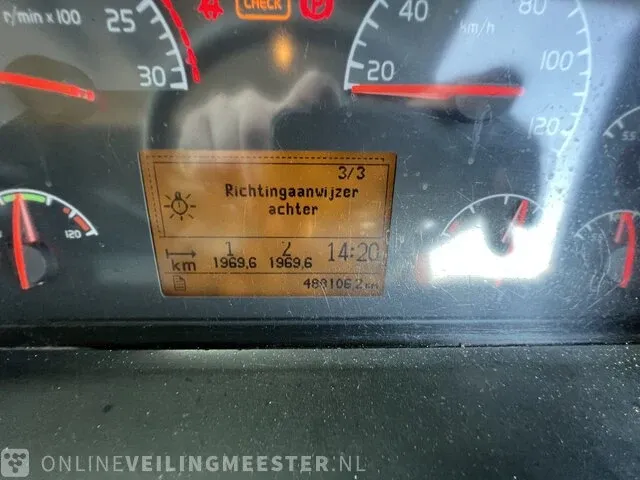 r/min x 100
25
30
CHECK
P
40
80
km/h
20
100
120
3/3
Richtingaanwijzer
achter
1 2 14:20
km 1969,6 1969,6
488106,2 KM
120
ONLINEVEILINGMEESTER.NL